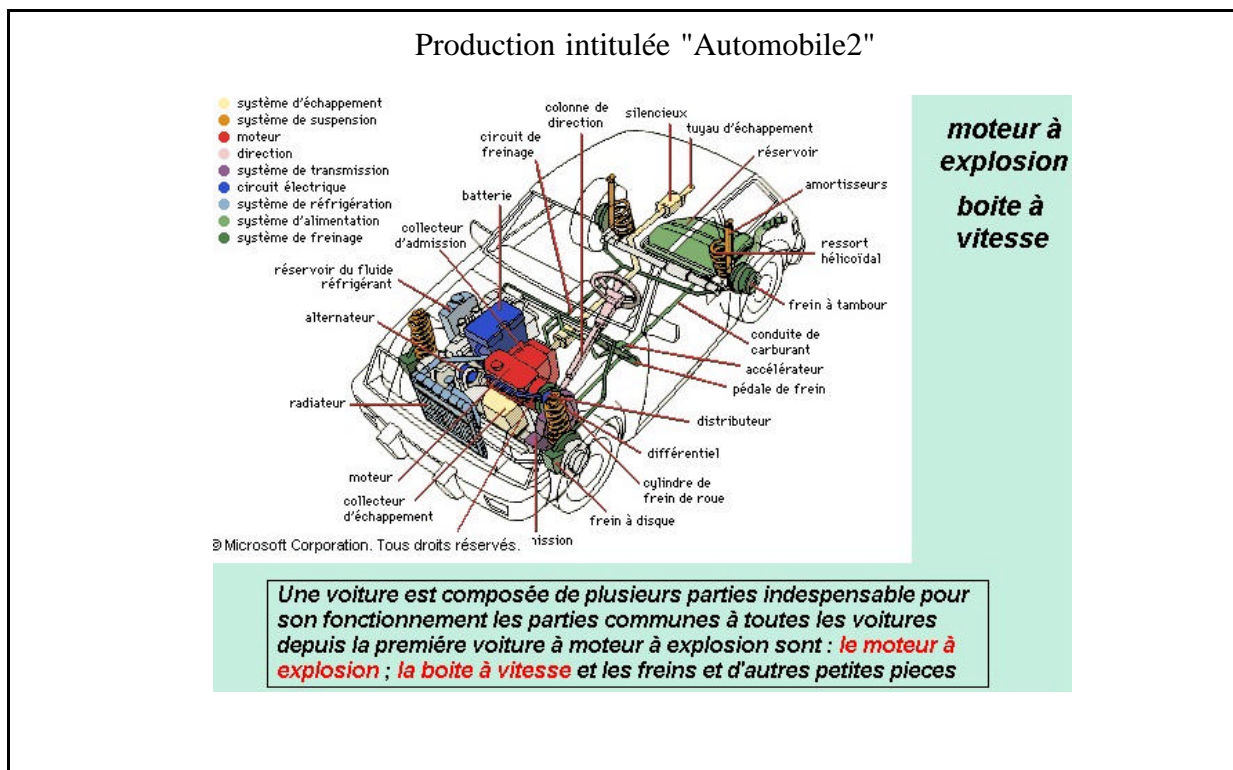 Production intitulée "Automobile2"
système d'échappement
système de suspension
moteur
direction
système de transmission
circuit électrique
système de réfrigération
système d'alimentation
système de freinage
colonne de
direction
silencieux
tuyau d'échappement
circuit de
freinage
réservoir
amortisseurs
batterie
collecteur
d'admission
ressort
hélicoïdal
réservoir du fluide
réfrigérant
frein à tambour
alternateur
conduite de
carburant
accélérateur
pédale de frein
radiateur
distributeur
différentiel
moteur
cylindre de
frein de roue
collecteur
d'échappement
frein à disque
© Microsoft Corporation. Tous droits réservés.
moteur à
explosion
boite à
vitesse
Une voiture est composée de plusieurs parties indespensable pour
son fonctionnement les parties communes à toutes les voitures
depuis la premiére voiture à moteur à explosion sont : le moteur à
explosion ; la boite à vitesse et les freins et d'autres petites pieces